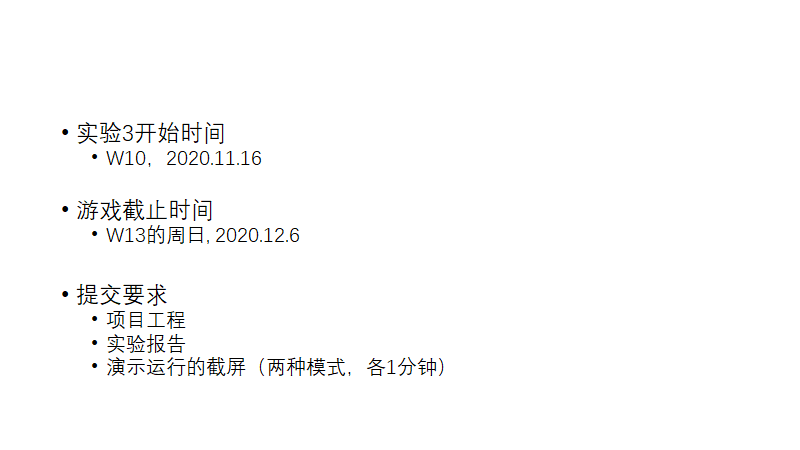 • 实验3开始时间
• W10，2020.11.16
• 游戏截止时间
• W13的周日, 2020.12.6
• 提交要求
• 项目工程
• 实验报告
• 演示运行的截屏（两种模式，各1分钟）